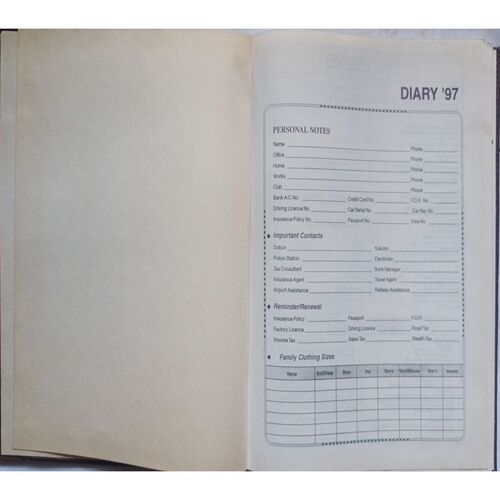 DIARY '97
PERSONAL NOTES
Name Phone
Office Phone
Home Phone
Works Phone
Club Phone
Bank A/C No. Credit Card No. F.D.R. No.
Driving Licence No. Car Serial No. Car Key No.
Insurance Policy No. Passport No. Visa No.
Important Contacts
Doctor Solicitor
Police Station Electrician
Tax Consultant Bank Manager
Insurance Agent Travel Agent
Airport Assistance Railway Assistance
Reminder/Renewal
Insurance Policy Passport F.D.R.
Factory Licence Driving Licence Road Tax
Income Tax Sales Tax Wealth Tax
Family Clothing Sizes
Name Suit/Dress Hat Shirt/Blouse Waist Inseam